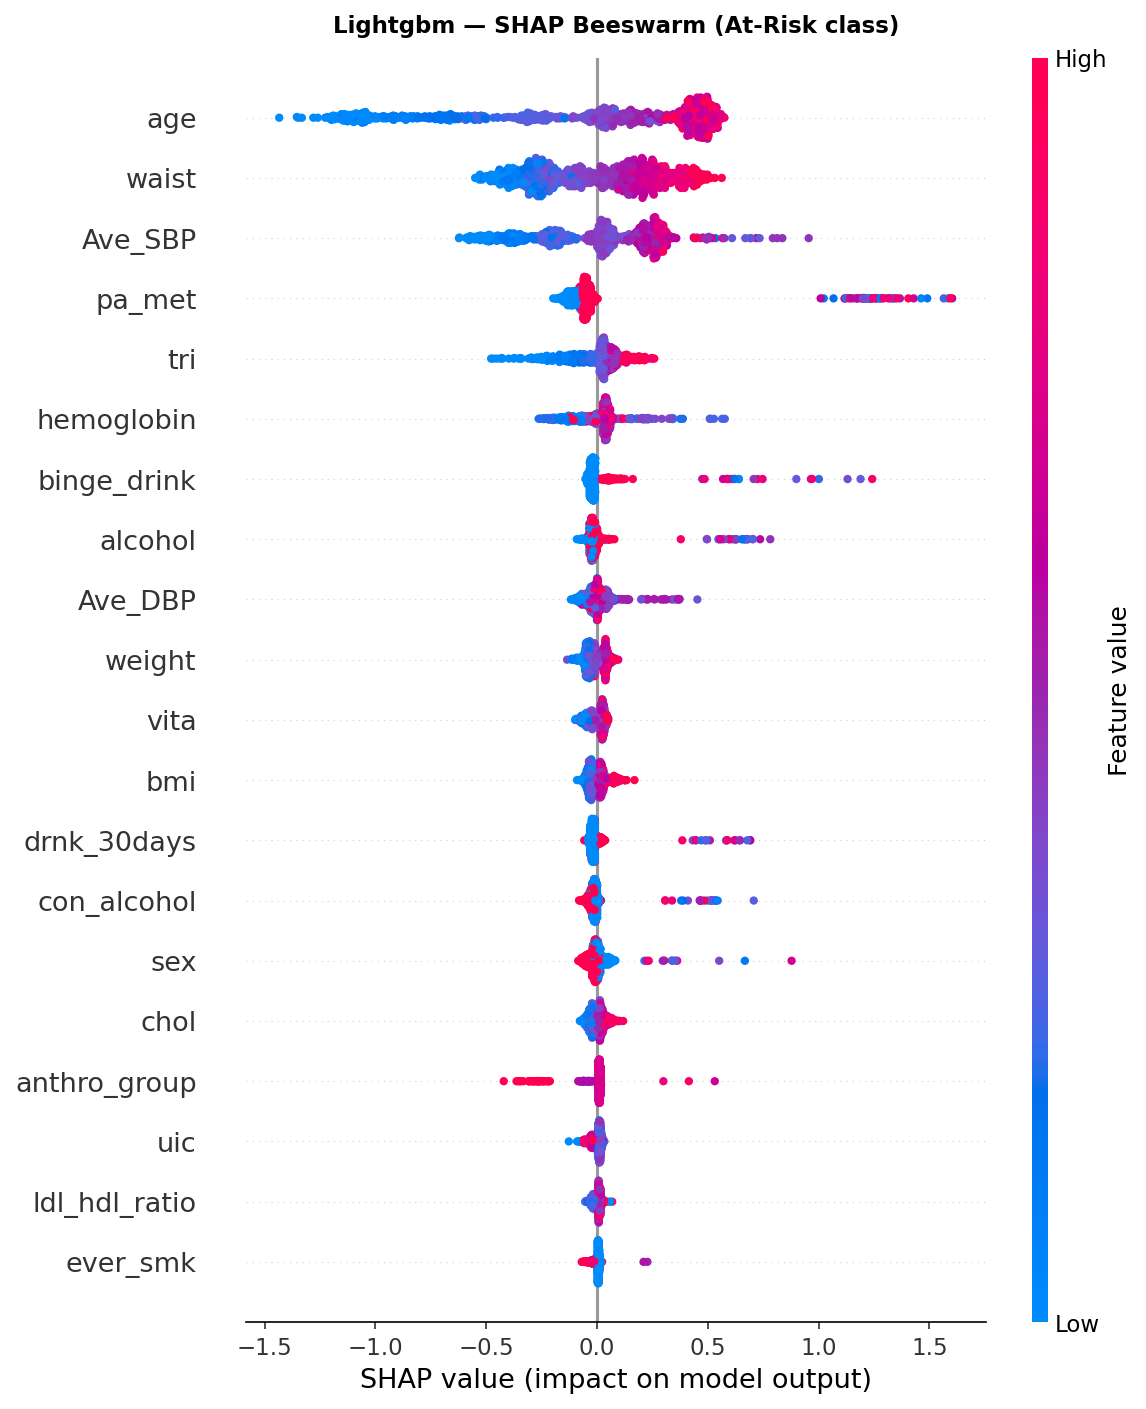 Lightgbm — SHAP Beeswarm (At-Risk class)
High
age
waist
Ave_SBP
pa_met
tri
hemoglobin
binge_drink
alcohol
Ave_DBP
weight
vita
bmi
drnk_30days
con_alcohol
sex
chol
anthro_group
uic
ldl_hdl_ratio
ever_smk
Feature value
Low
−1.5 −1.0 −0.5 0.0 0.5 1.0 1.5
SHAP value (impact on model output)